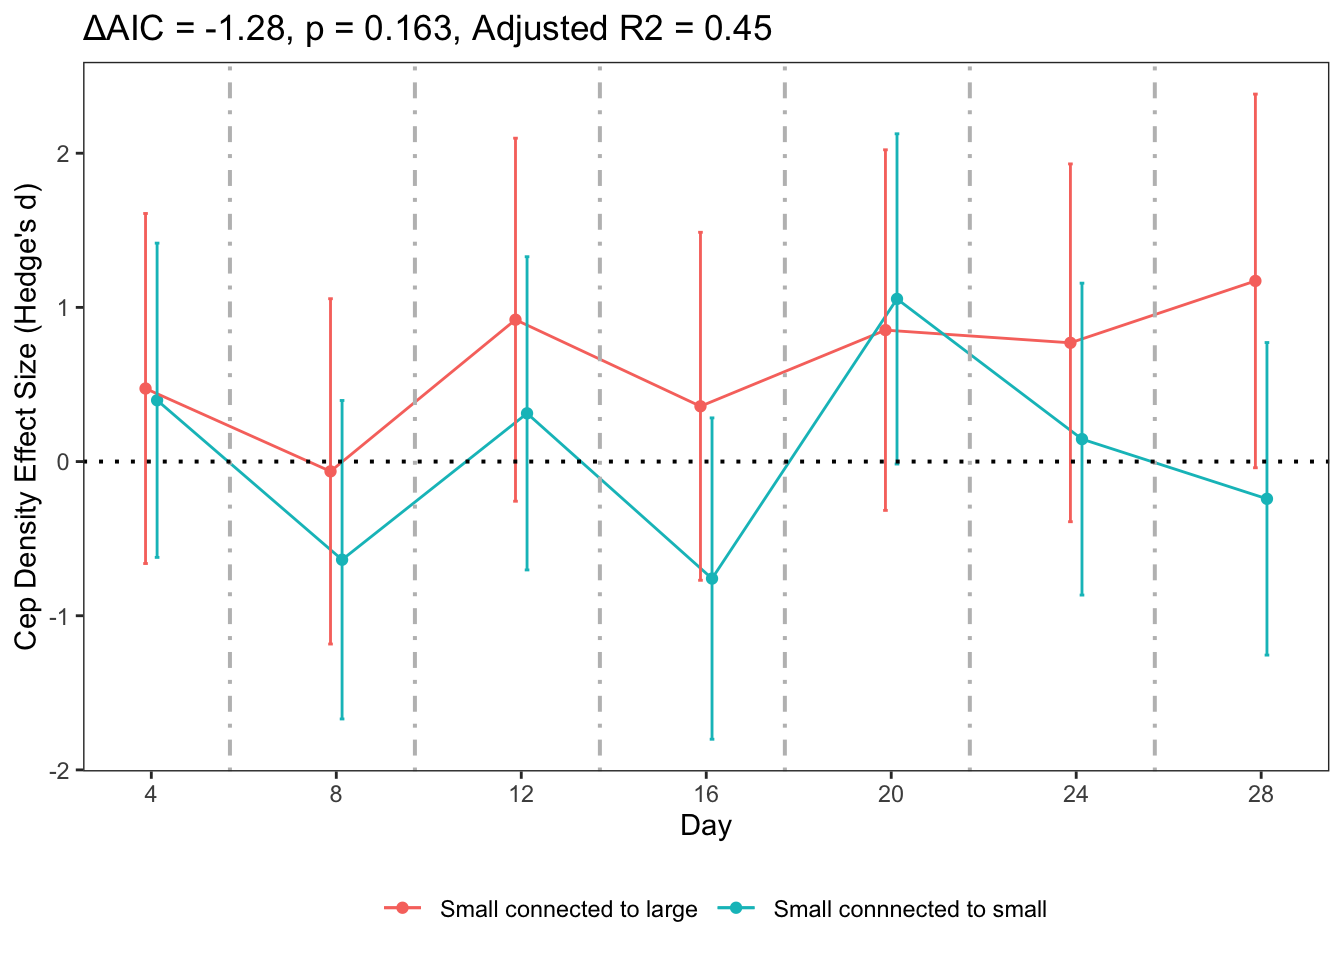 ΔAIC = -1.28, p = 0.163, Adjusted R2 = 0.45
Cep Density Effect Size (Hedge's d)
2
1
0
-1
-2
4 8 12 16 20 24 28
Day
Small connected to large Small connnected to small